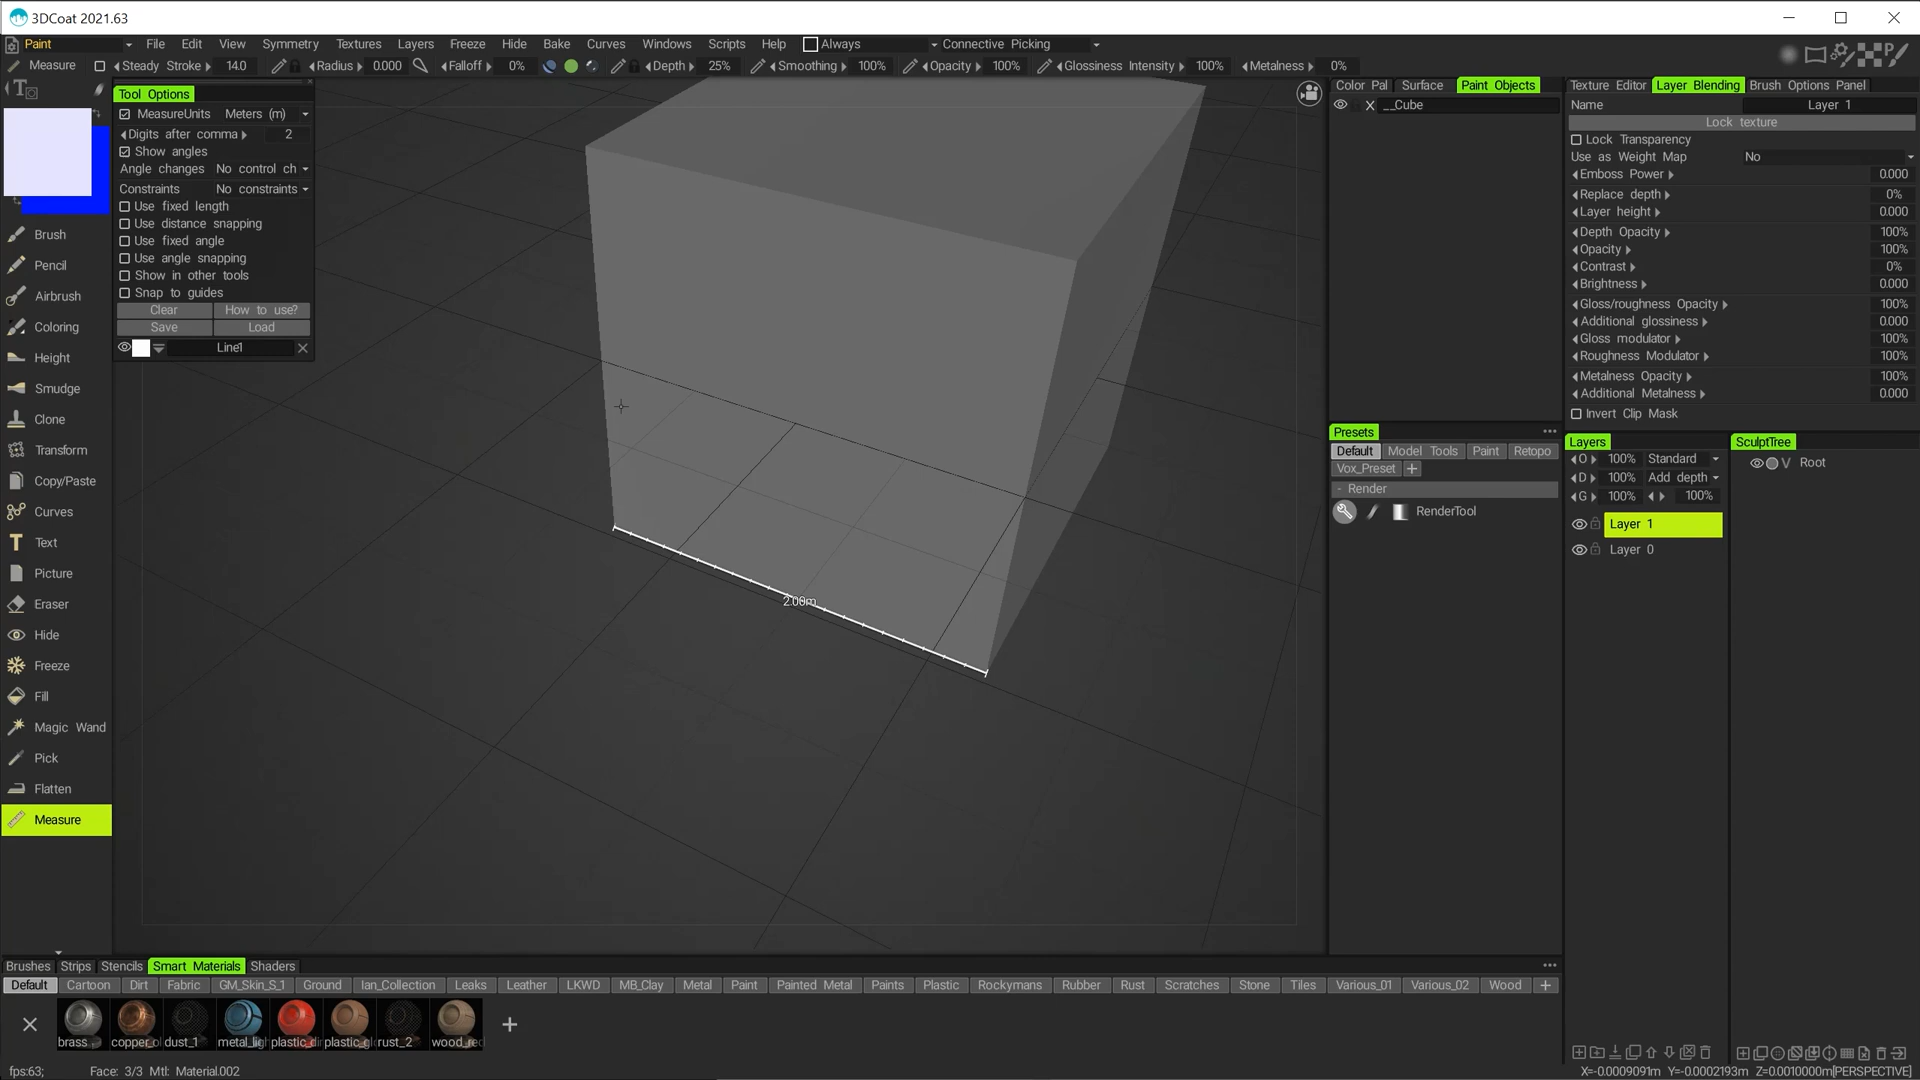 3DCoat 2021.63
Paint File Edit View Symmetry Textures Layers Freeze Hide Bake Curves Windows Scripts Help Always Connective Picking
Measure Steady Stroke 14.0 Radius 0.000 Falloff 0% Depth 25% Smoothing 100% Opacity 100% Glossiness Intensity 100% Metalness 0%
Tool Options
MeasureUnits Meters (m)
Digits after comma 2
Show angles
Angle changes No control ch
Constraints No constraints
Use fixed length
Use distance snapping
Use fixed angle
Use angle snapping
Show in other tools
Snap to guides
Clear How to use?
Save Load
Line1
Brush
Pencil
Airbrush
Coloring
Height
Smudge
Clone
Transform
Copy/Paste
Curves
Text
Picture
Eraser
Hide
Freeze
Fill
Magic Wand
Pick
Flatten
Measure
2.00m
Color Pal Surface Paint Objects
X __Cube
Presets
Default Model Tools Paint Retopo
Vox_Preset +
- Render
RenderTool
Texture Editor Layer Blending Brush Options Panel
Name Layer 1
Lock texture
Lock Transparency
Use as Weight Map No
Emboss Power 0.000
Replace depth 0%
Layer height 0.000
Depth Opacity 100%
Opacity 100%
Contrast 0%
Brightness 0.000
Gloss/roughness Opacity 100%
Additional glossiness 0.000
Gloss modulator 100%
Roughness Modulator 100%
Metalness Opacity 100%
Additional Metalness 0.000
Invert Clip Mask
Layers
O 100% Standard
D 100% Add depth
G 100% 100%
Layer 1
Layer 0
SculptTree
V Root
Brushes Strips Stencils Smart Materials Shaders
Default Cartoon Dirt Fabric GM_Skin_S_1 Ground Ian_Collection Leaks Leather LKWD MB_Clay Metal Paint Painted Metal Paints Plastic Rockymans Rubber Rust Scratches Stone Tiles Various_01 Various_02 Wood +
brass copper_ol dust_1 metal_ligh plastic_di plastic_gl rust_2 wood_red
fps:63; Face: 3/3 Mtl: Material.002
X=-0.0009091m Y=-0.0002193m Z=0.0010000m[PERSPECTIVE]